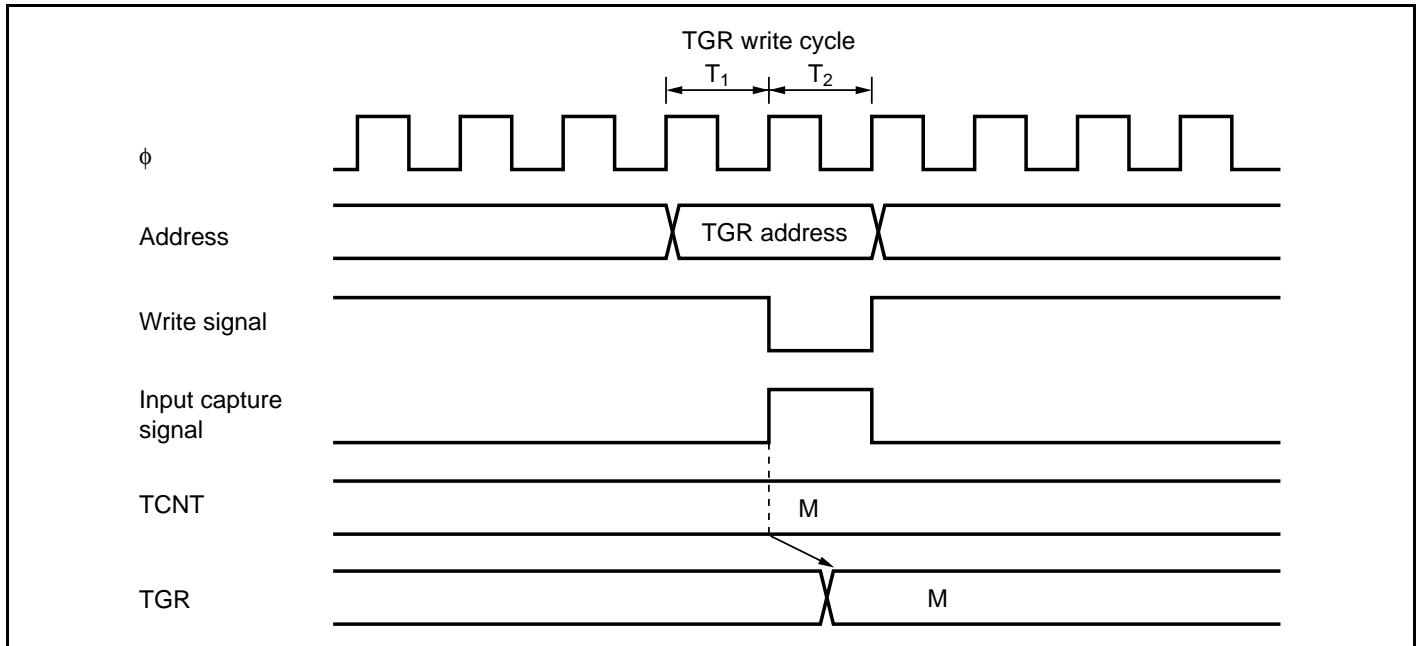 TGR write cycle
T1 T2
ϕ
Address
TGR address
Write signal
Input capture
signal
TCNT
M
TGR
M